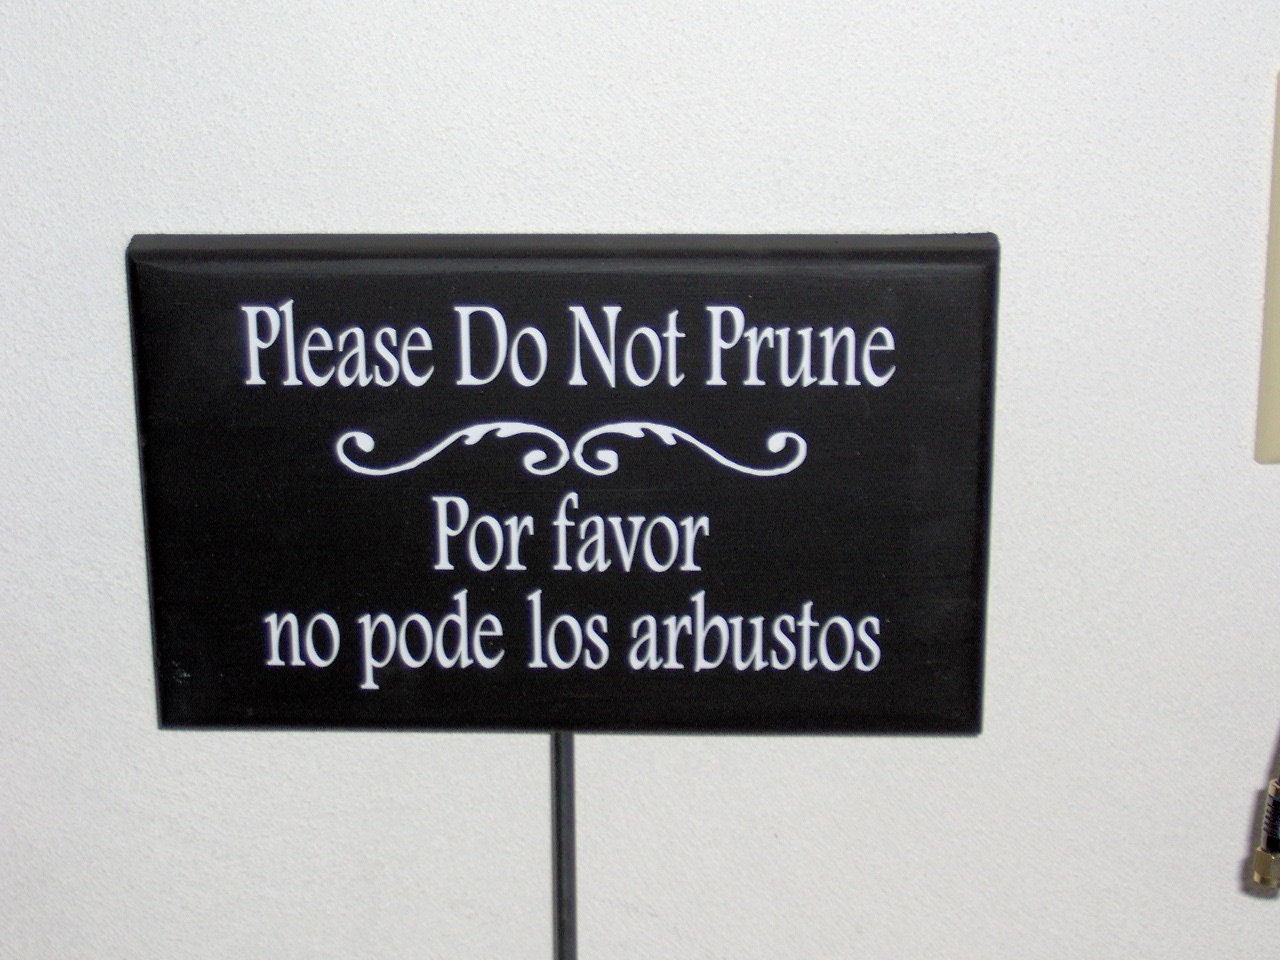 Please Do Not Prune
Por favor
no pode los arbustos